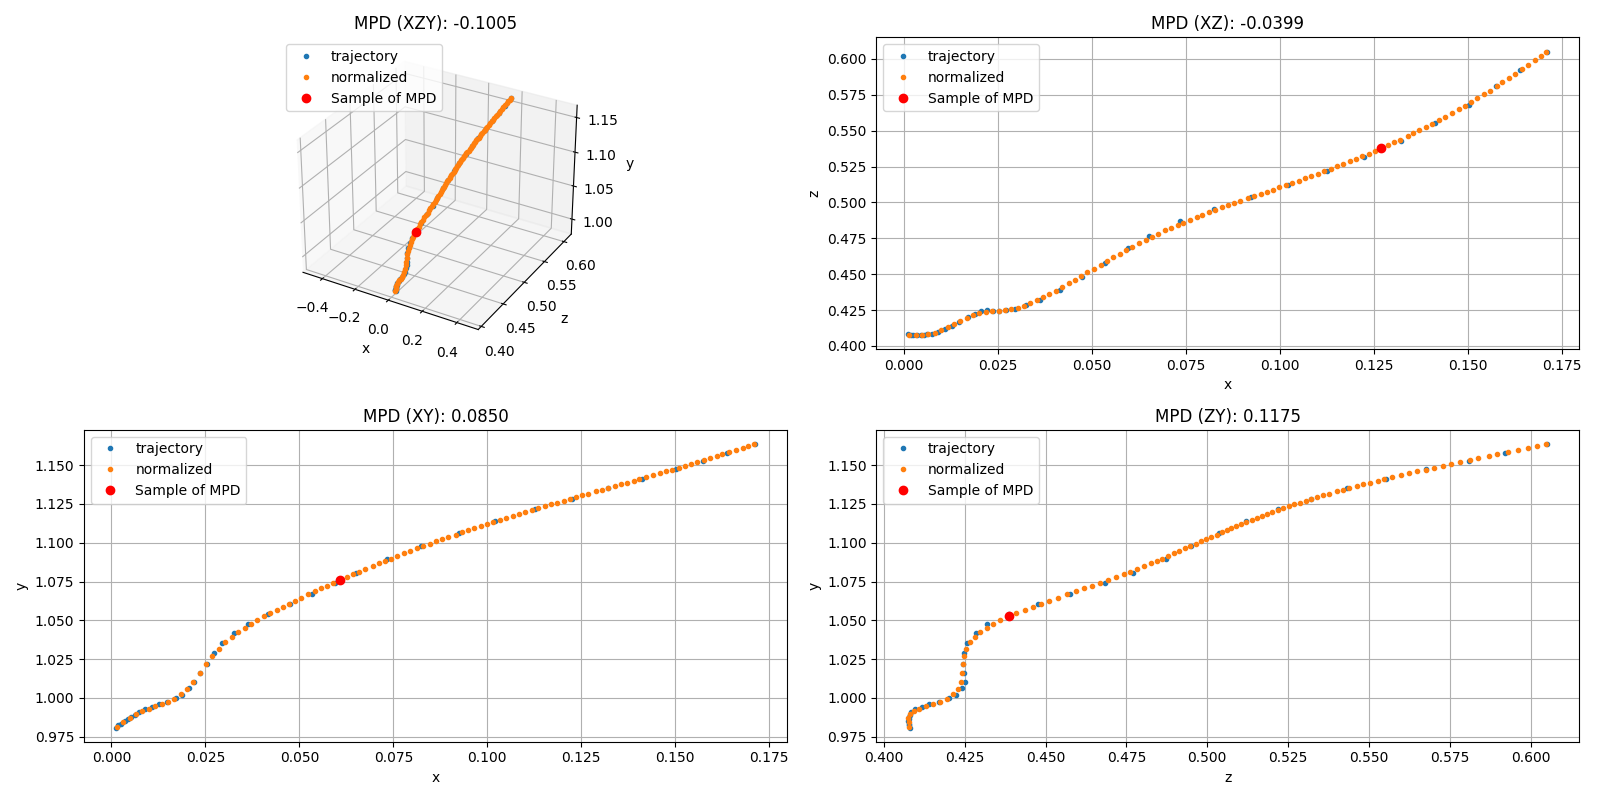 MPD (XZY): -0.1005
trajectory
normalized
Sample of MPD
1.15
1.10
1.05
1.00
y
−0.4
−0.2
0.0
0.2
0.4
x
0.40
0.45
0.50
0.55
0.60
z
MPD (XZ): -0.0399
trajectory
normalized
Sample of MPD
0.600
0.575
0.550
0.525
0.500
0.475
0.450
0.425
0.400
z
0.000 0.025 0.050 0.075 0.100 0.125 0.150 0.175
x
MPD (XY): 0.0850
trajectory
normalized
Sample of MPD
1.150
1.125
1.100
1.075
1.050
1.025
1.000
0.975
y
0.000 0.025 0.050 0.075 0.100 0.125 0.150 0.175
x
MPD (ZY): 0.1175
trajectory
normalized
Sample of MPD
1.150
1.125
1.100
1.075
1.050
1.025
1.000
0.975
y
0.400 0.425 0.450 0.475 0.500 0.525 0.550 0.575 0.600
z